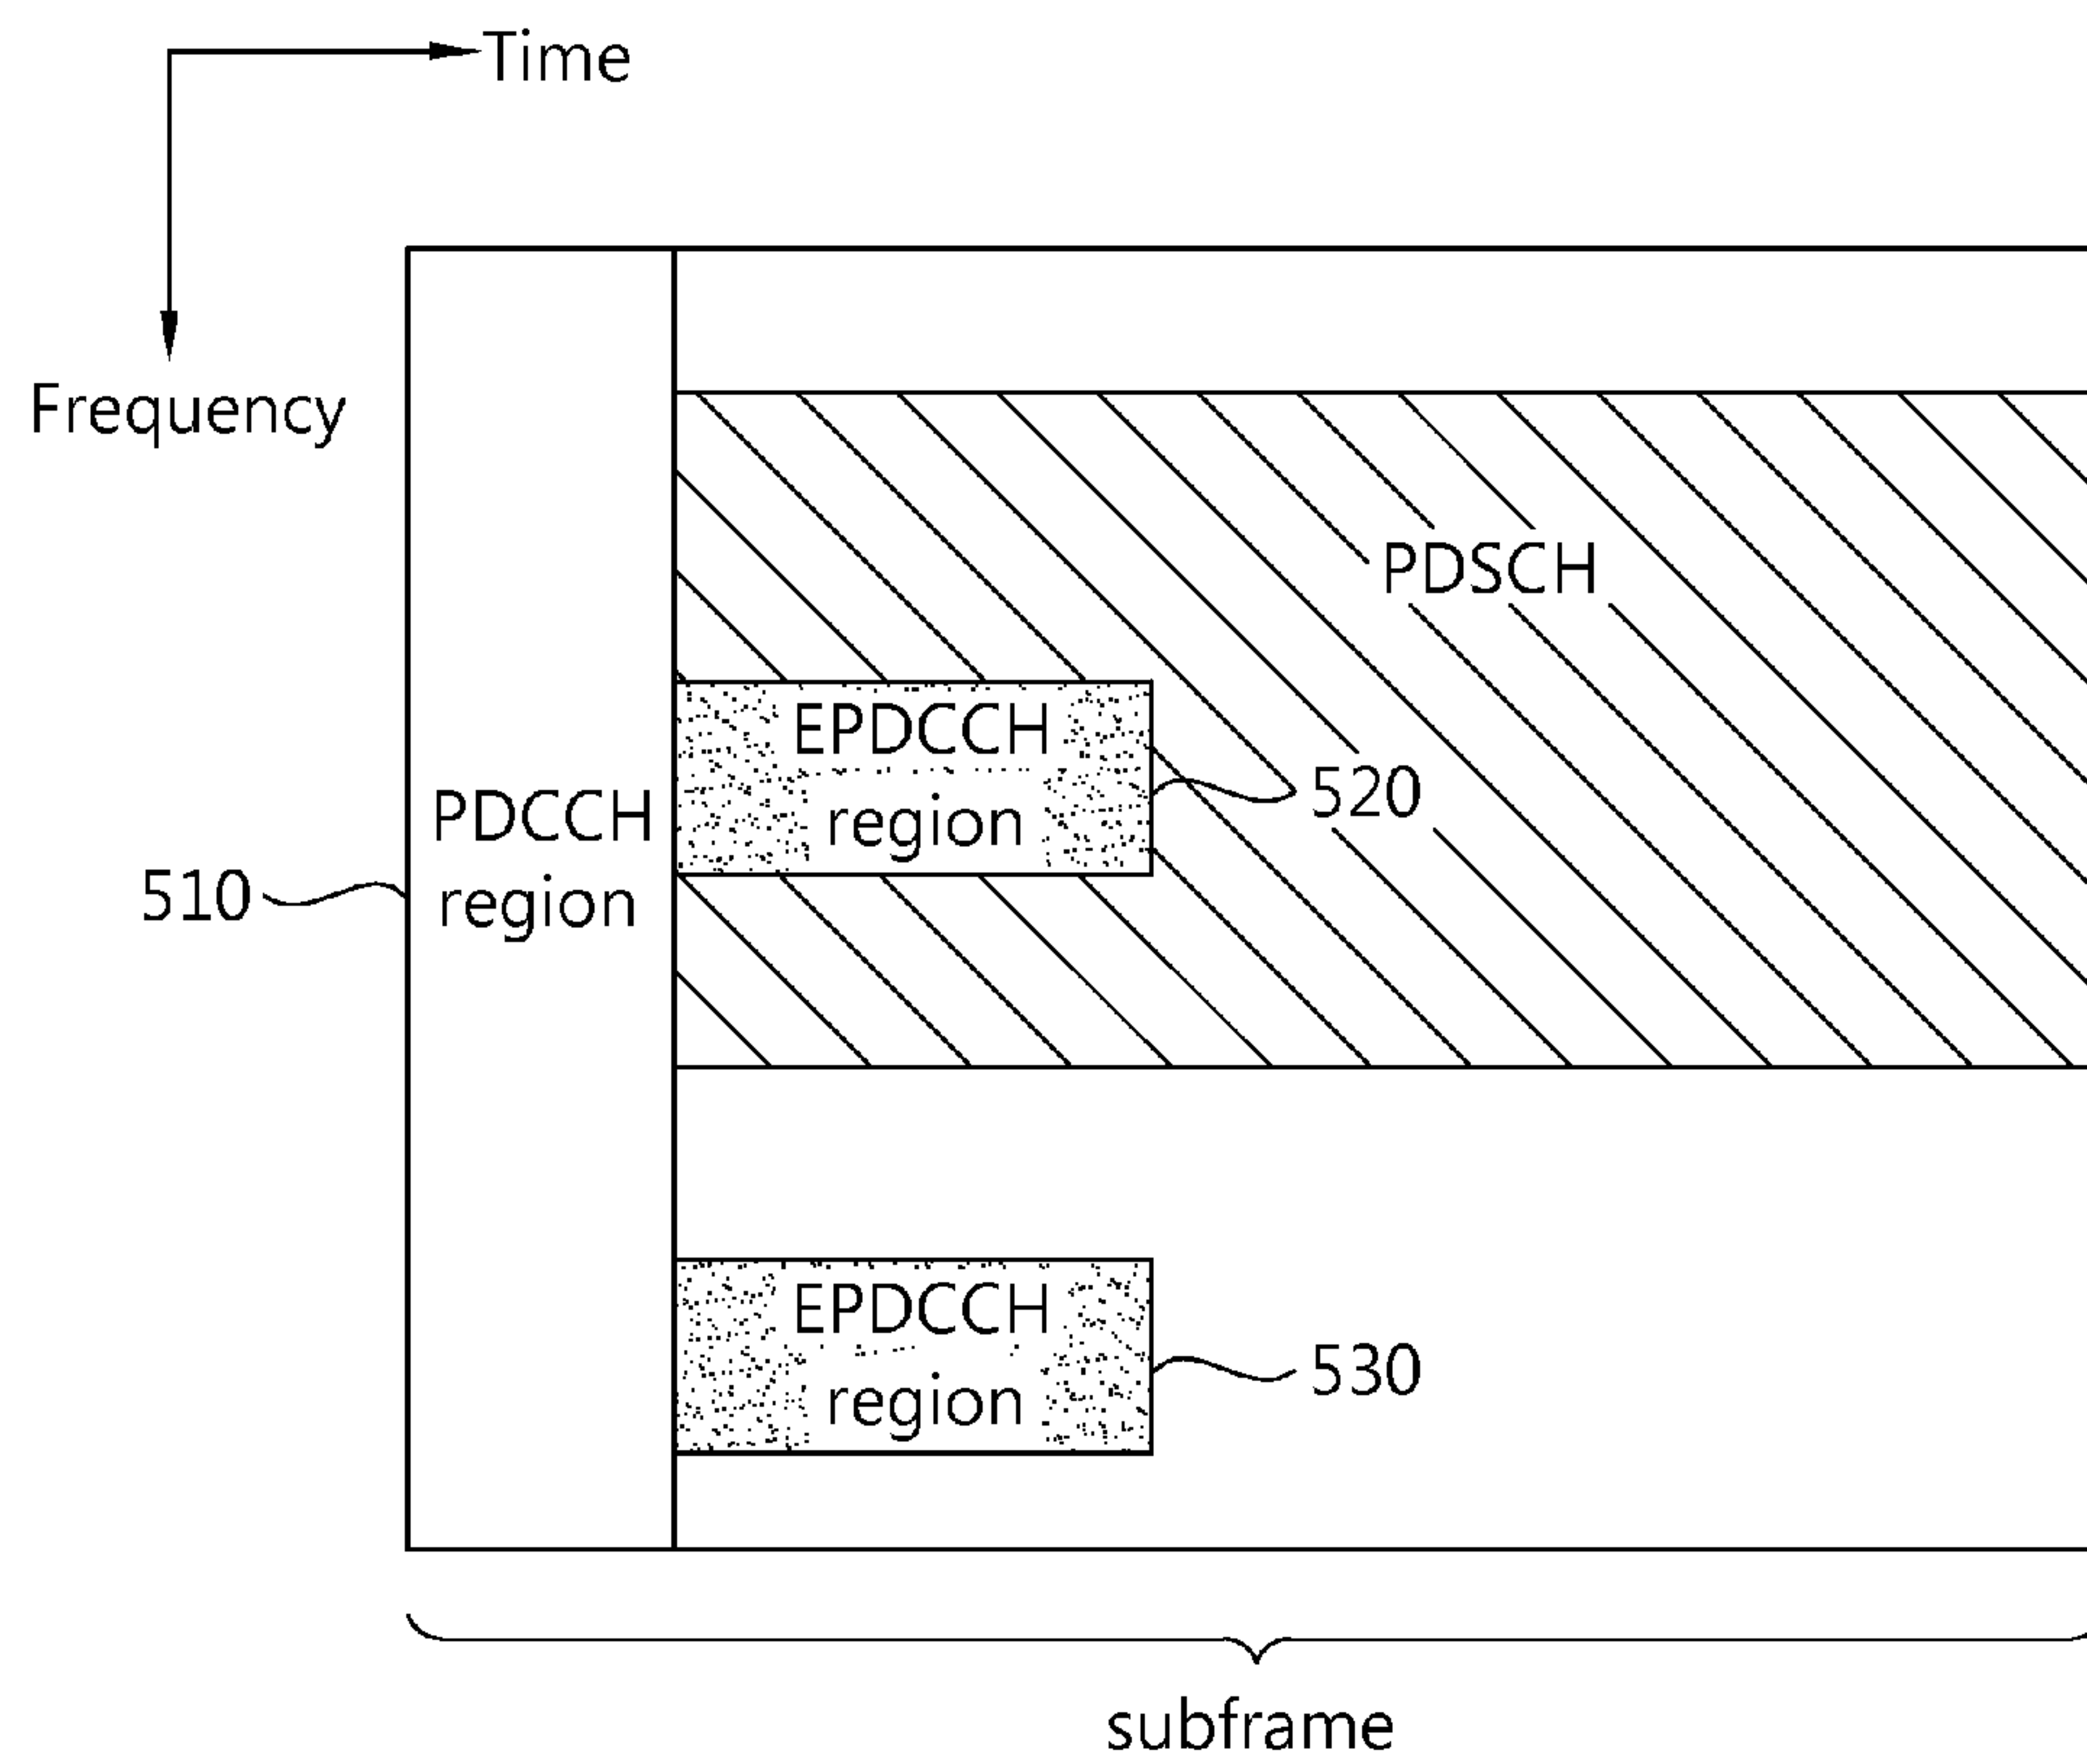 Time
Frequency
PDSCH
EPDCCH
region
520
PDCCH
region
510
EPDCCH
region
530
subframe